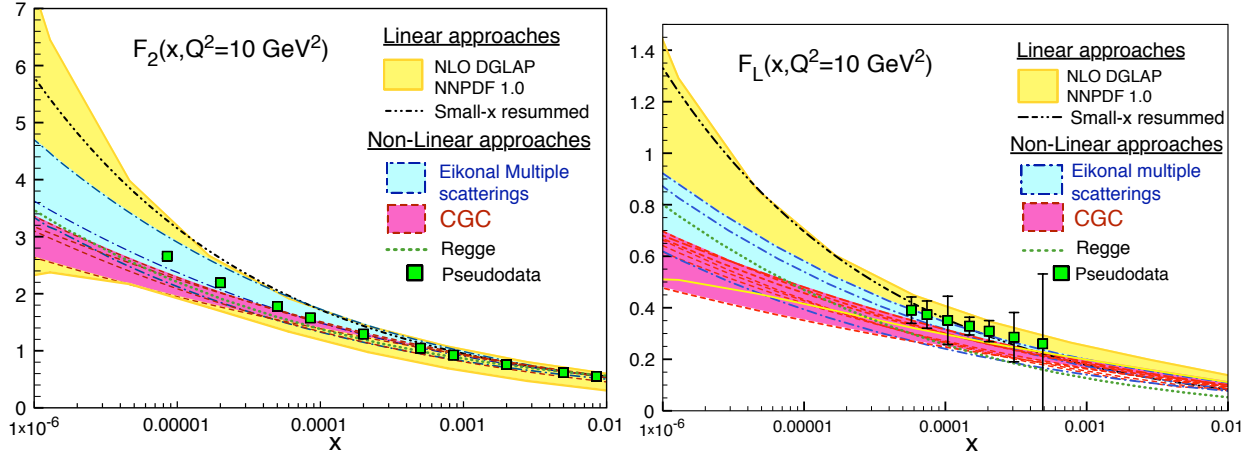 7
6
5
4
3
2
1
0
F2(x,Q²=10 GeV²)
Linear approaches
NLO DGLAP
NNPDF 1.0
Small-x resummed
Non-Linear approaches
Eikonal Multiple
scatterings
CGC
Regge
Pseudodata
1×10⁻⁶
0.00001
0.0001
0.001
0.01
x
1.4
1.2
1
0.8
0.6
0.4
0.2
0
FL(x,Q²=10 GeV²)
Linear approaches
NLO DGLAP
NNPDF 1.0
Small-x resummed
Non-Linear approaches
Eikonal multiple
scatterings
CGC
Regge
Pseudodata
1×10⁻⁶
0.00001
0.0001
0.001
0.01
x